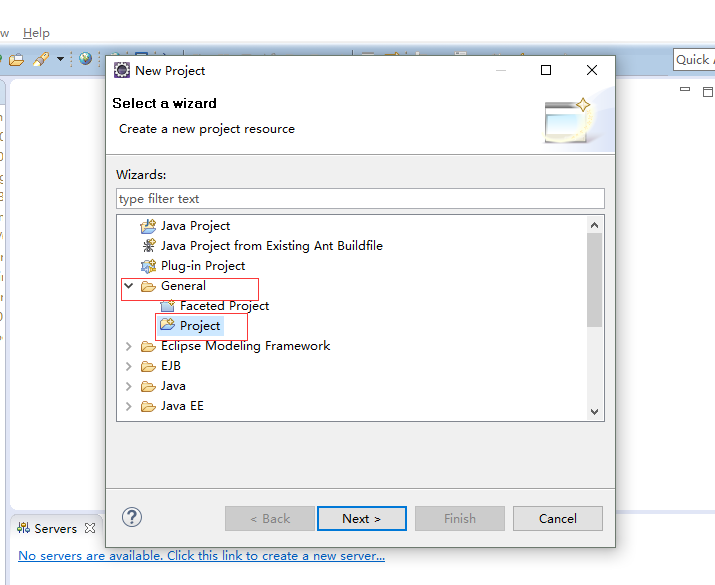 w Help
Quick
New Project
Select a wizard
Create a new project resource
Wizards:
type filter text
Java Project
Java Project from Existing Ant Buildfile
Plug-in Project
General
Faceted Project
Project
Eclipse Modeling Framework
EJB
Java
Java EE
< Back
Next >
Finish
Cancel
Servers
No servers are available. Click this link to create a new server...